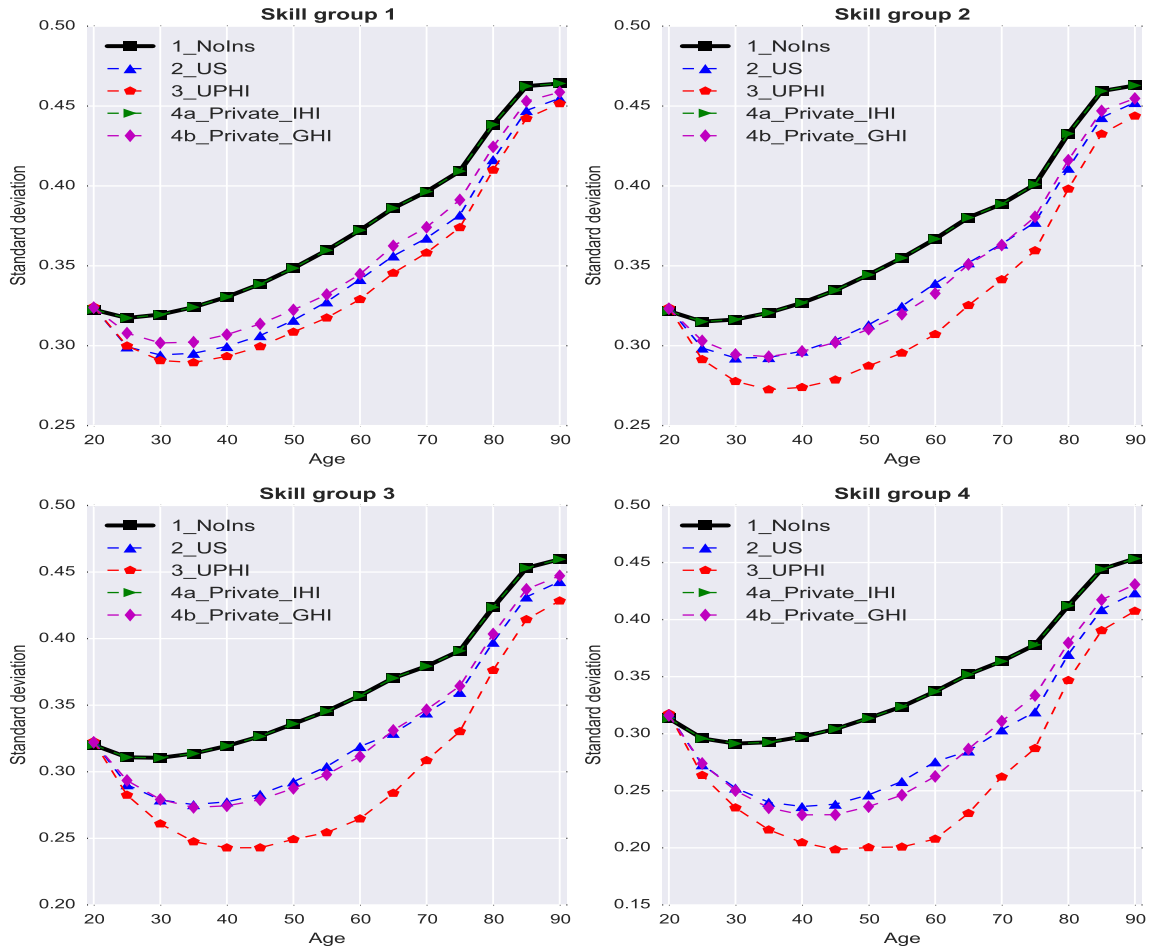 Skill group 1
Standard deviation
0.50
0.45
0.40
0.35
0.30
0.25
1_NoIns
2_US
3_UPHI
4a_Private_IHI
4b_Private_GHI
20 30 40 50 60 70 80 90
Age
Skill group 2
Standard deviation
0.50
0.45
0.40
0.35
0.30
0.25
1_NoIns
2_US
3_UPHI
4a_Private_IHI
4b_Private_GHI
20 30 40 50 60 70 80 90
Age
Skill group 3
Standard deviation
0.50
0.45
0.40
0.35
0.30
0.25
0.20
1_NoIns
2_US
3_UPHI
4a_Private_IHI
4b_Private_GHI
20 30 40 50 60 70 80 90
Age
Skill group 4
Standard deviation
0.50
0.45
0.40
0.35
0.30
0.25
0.20
0.15
1_NoIns
2_US
3_UPHI
4a_Private_IHI
4b_Private_GHI
20 30 40 50 60 70 80 90
Age